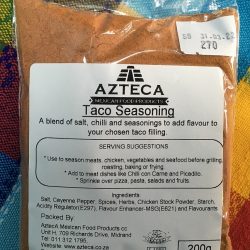 SB 31.03.22
270
AZTECA
MEXICAN FOOD PRODUCTS
Taco Seasoning
A blend of salt, chilli and seasonings to add flavour to
your chosen taco filling.
SERVING SUGGESTIONS
* Use to season meats, chicken, vegetables and seafood before grilling,
roasting, baking or frying.
* Add to meat dishes like Chili con Carne and Picadillo.
* Sprinkle over pizza, pasta, salads and fruits.
Ingredients
Salt, Cayenne Pepper, Spices, Herbs, Chicken Stock Powder, Starch,
Acidity Regulator(E297), Flavour Enhancer-MSG(E621) and Flavourants
Packed By
Azteca Mexican Food Products cc
Unit H, 709 Richards Drive, Midrand
Tel: 011 312 1795
Website: www.azteca.co.za
200g